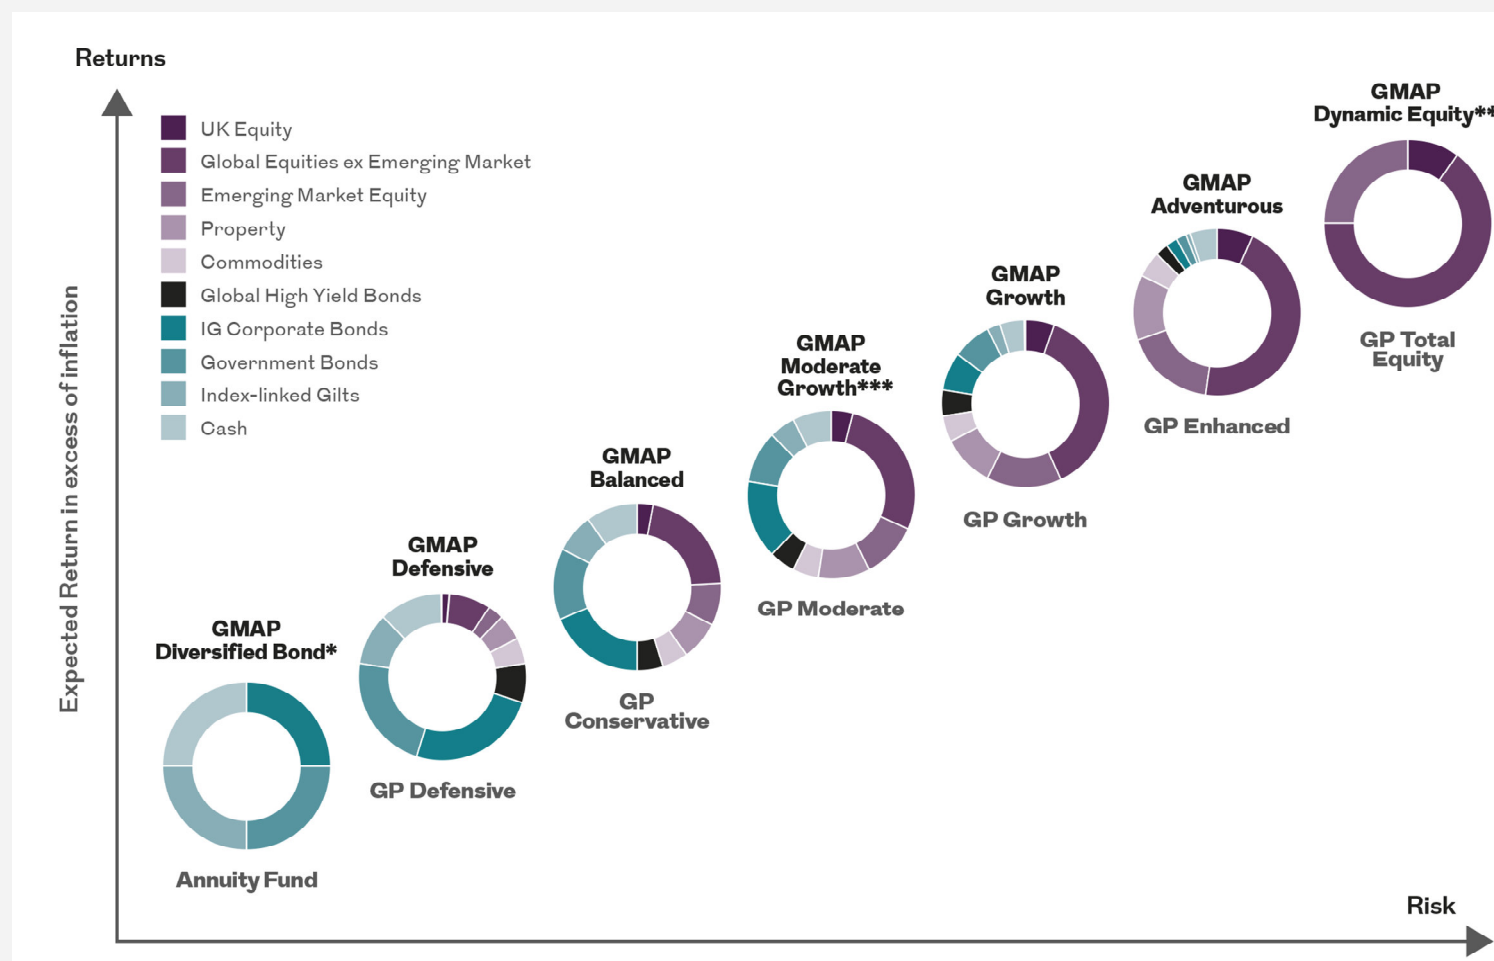 Returns
UK Equity
Global Equities ex Emerging Market
Emerging Market Equity
Property
Commodities
Global High Yield Bonds
IG Corporate Bonds
Government Bonds
Index-linked Gilts
Cash
Expected Return in excess of inflation
GMAP
Diversified Bond*
Annuity Fund
GMAP
Defensive
GP Defensive
GMAP
Balanced
GP
Conservative
GMAP
Moderate
Growth***
GP Moderate
GMAP
Growth
GP Growth
GMAP
Adventurous
GP Enhanced
GMAP
Dynamic Equity**
GP Total
Equity
Risk